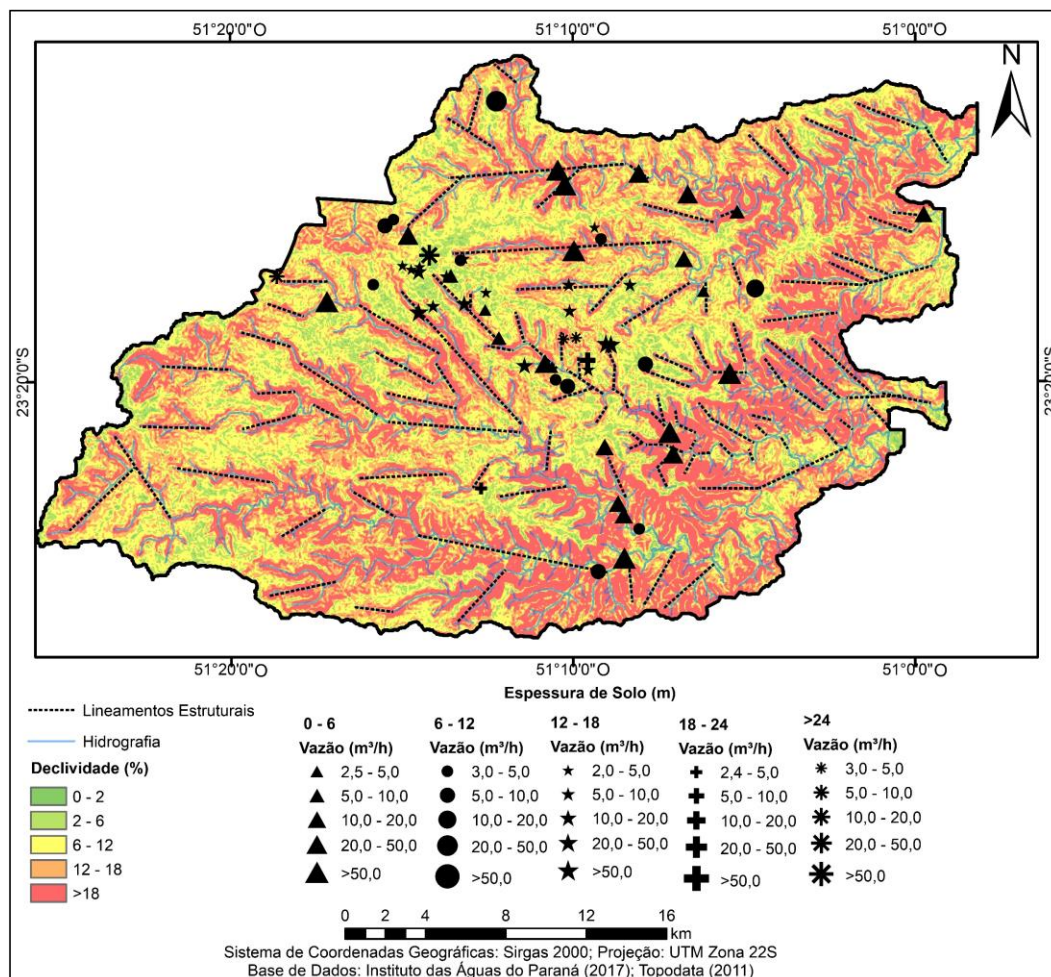 51°20'0"O 51°10'0"O 51°0'0"O
N
23°20'0"S 23°20'0"S
51°20'0"O 51°10'0"O 51°0'0"O
Lineamentos Estruturais
Hidrografia
Declividade (%)
0 - 2
2 - 6
6 - 12
12 - 18
>18
Espessura de Solo (m)
0 - 6
Vazão (m³/h)
2,5 - 5,0
5,0 - 10,0
10,0 - 20,0
20,0 - 50,0
>50,0
6 - 12
Vazão (m³/h)
3,0 - 5,0
5,0 - 10,0
10,0 - 20,0
20,0 - 50,0
>50,0
12 - 18
Vazão (m³/h)
2,0 - 5,0
5,0 - 10,0
10,0 - 20,0
20,0 - 50,0
>50,0
18 - 24
Vazão (m³/h)
2,4 - 5,0
5,0 - 10,0
10,0 - 20,0
20,0 - 50,0
>50,0
>24
Vazão (m³/h)
3,0 - 5,0
5,0 - 10,0
10,0 - 20,0
20,0 - 50,0
>50,0
0 2 4 8 12 16
km
Sistema de Coordenadas Geográficas: Sirgas 2000; Projeção: UTM Zona 22S
Base de Dados: Instituto das Águas do Paraná (2017); Topodata (2011)